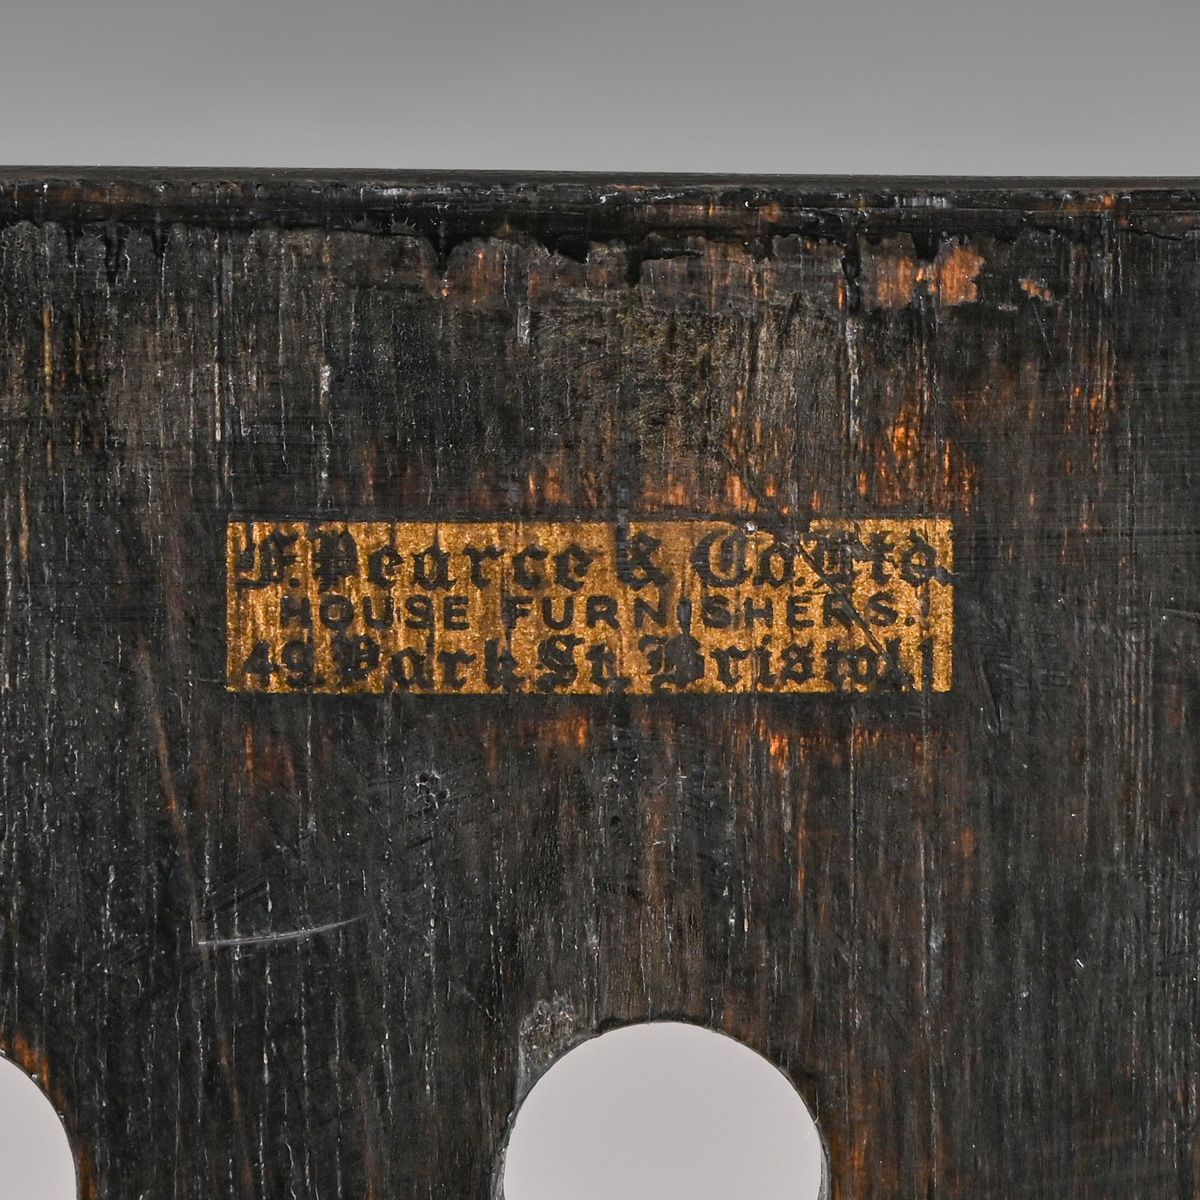 F. Pearce & Co. Ltd
HOUSE FURNISHERS.
49 Park St. Bristol 1